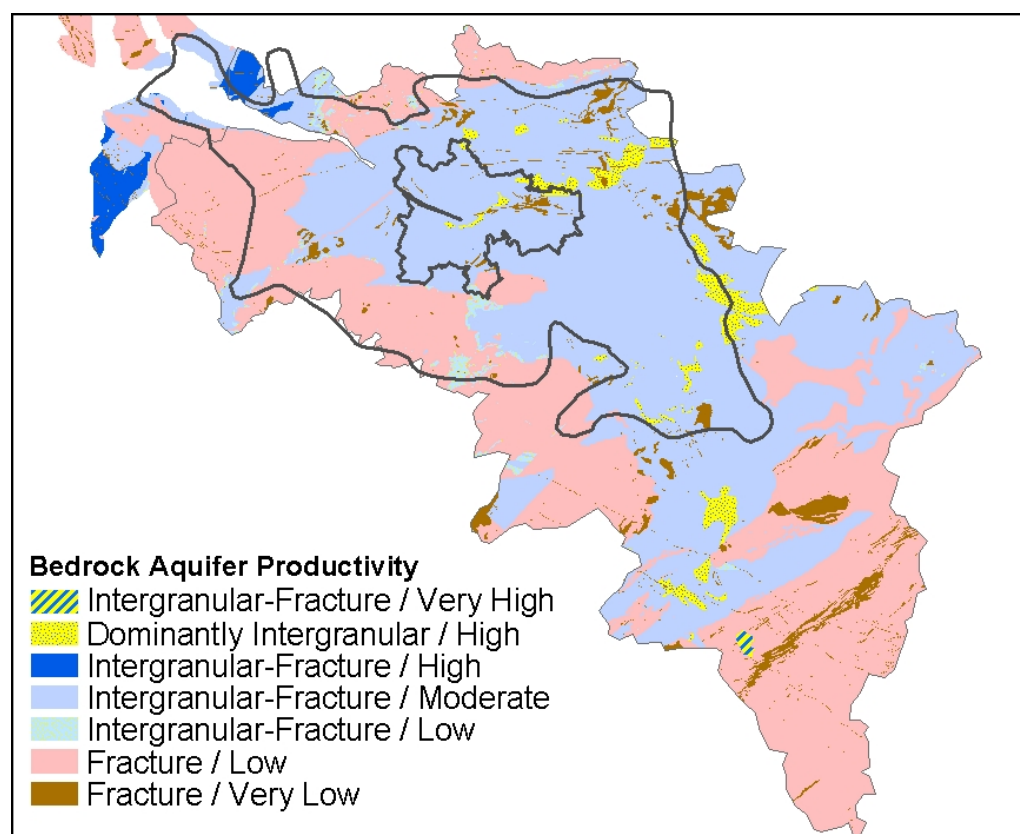 Bedrock Aquifer Productivity
Intergranular-Fracture / Very High
Dominantly Intergranular / High
Intergranular-Fracture / High
Intergranular-Fracture / Moderate
Intergranular-Fracture / Low
Fracture / Low
Fracture / Very Low